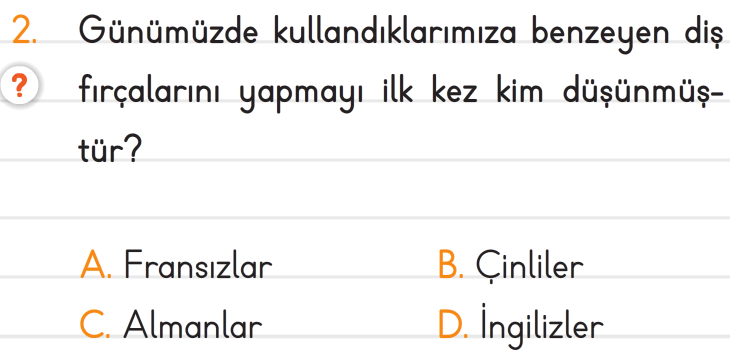 2. Günümüzde kullandıklarımıza benzeyen diş
? fırçalarını yapmayı ilk kez kim düşünmüş-
tür?
A. Fransızlar B. Çinliler
C. Almanlar D. İngilizler